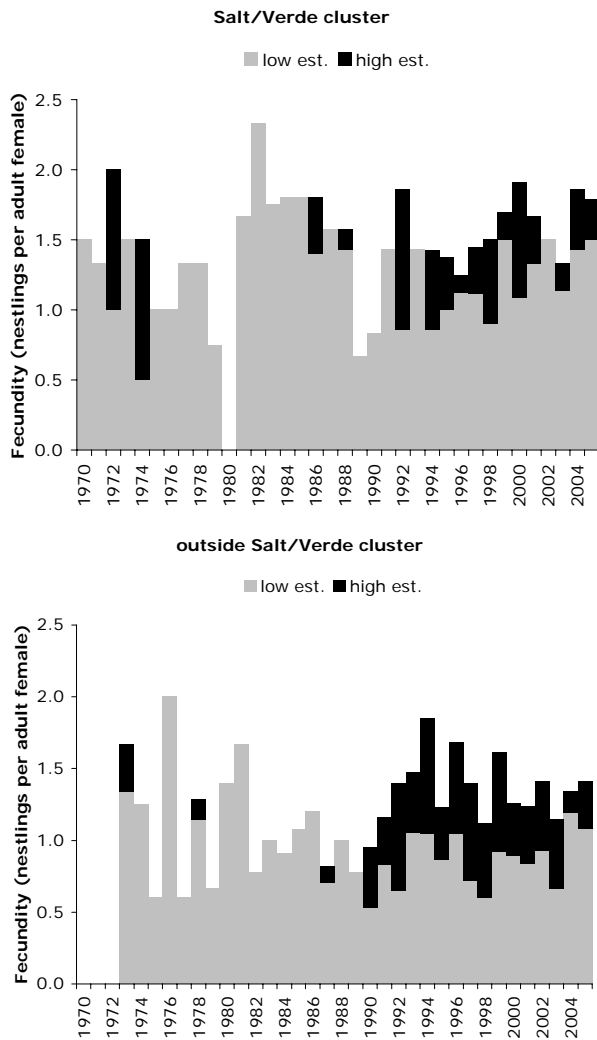 Salt/Verde cluster
low est. high est.
Fecundity (nestlings per adult female)
2.5
2.0
1.5
1.0
0.5
0.0
1970 1972 1974 1976 1978 1980 1982 1984 1986 1988 1990 1992 1994 1996 1998 2000 2002 2004
outside Salt/Verde cluster
low est. high est.
Fecundity (nestlings per adult female)
2.5
2.0
1.5
1.0
0.5
0.0
1970 1972 1974 1976 1978 1980 1982 1984 1986 1988 1990 1992 1994 1996 1998 2000 2002 2004